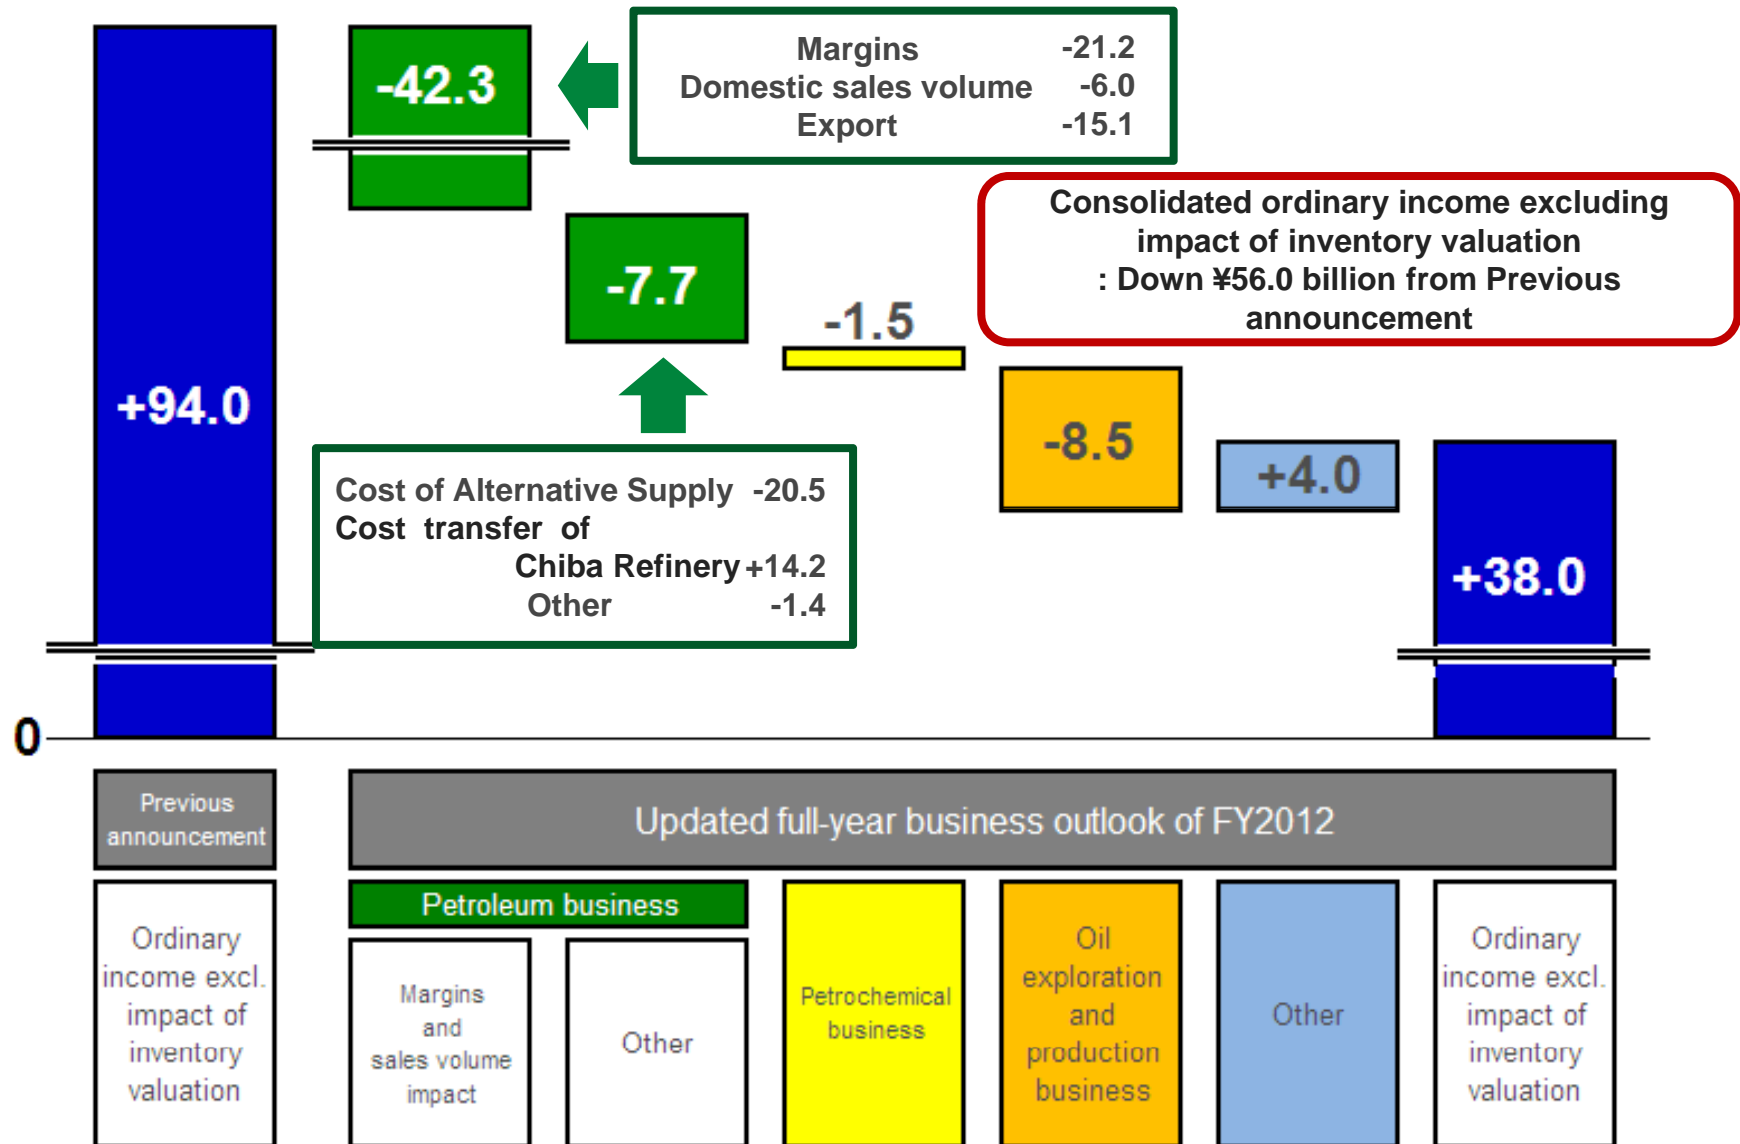 Margins -21.2
Domestic sales volume -6.0
Export -15.1
-42.3
Consolidated ordinary income excluding
impact of inventory valuation
: Down ¥56.0 billion from Previous
announcement
-7.7
-1.5
+94.0
-8.5
+4.0
Cost of Alternative Supply -20.5
Cost transfer of
Chiba Refinery +14.2
Other -1.4
+38.0
0
Previous
announcement
Updated full-year business outlook of FY2012
Petroleum business
Ordinary
income excl.
impact of
inventory
valuation
Margins
and
sales volume
impact
Other
Petrochemical
business
Oil
exploration
and
production
business
Other
Ordinary
income excl.
impact of
inventory
valuation